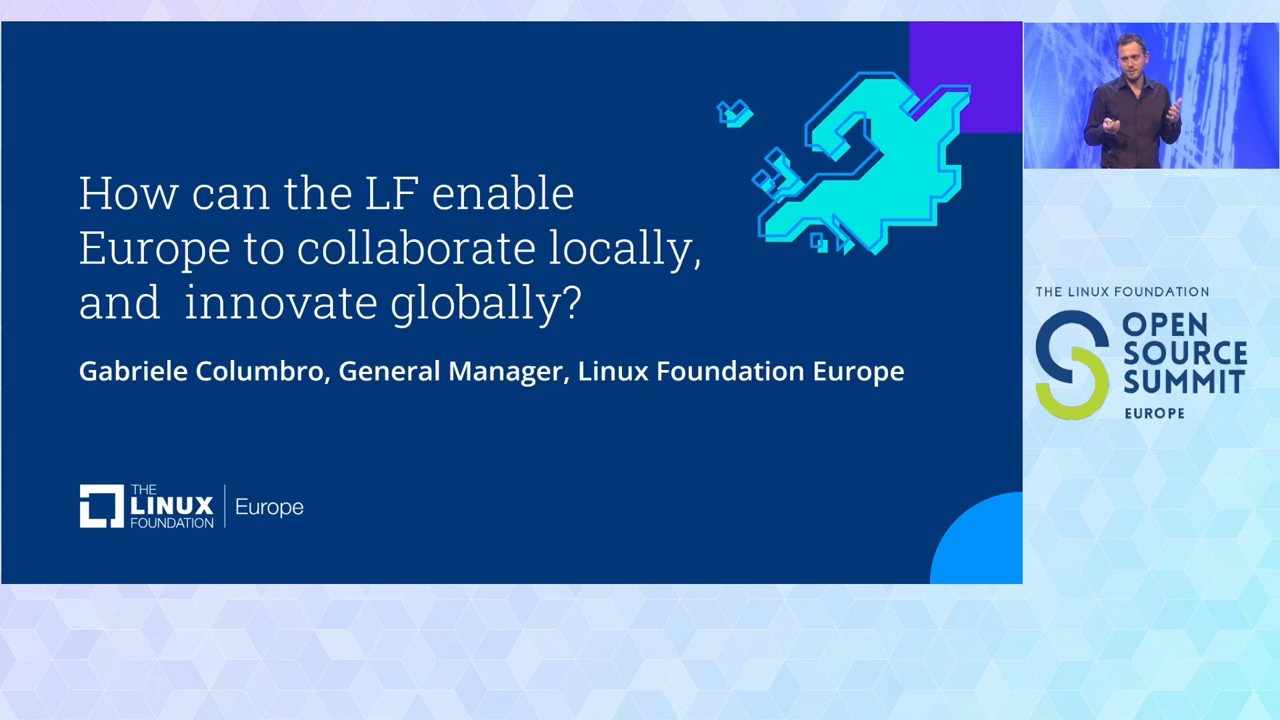 How can the LF enable
Europe to collaborate locally,
and  innovate globally?
Gabriele Columbro, General Manager, Linux Foundation Europe
THE
LINUX
FOUNDATION
Europe
THE LINUX FOUNDATION
OPEN
SOURCE
SUMMIT
EUROPE